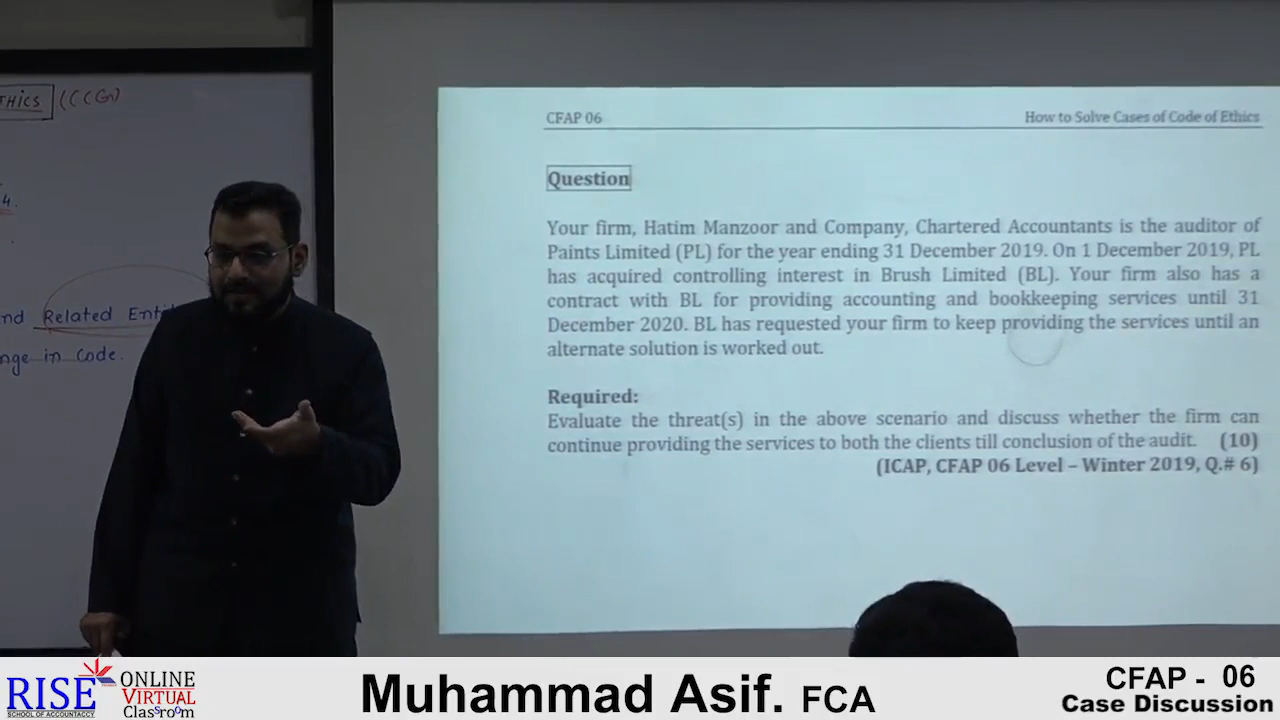 THICS (CCGn)
4.
nd Related Enti
nge in Code.
CFAP 06 How to Solve Cases of Code of Ethics
Question
Your firm, Hatim Manzoor and Company, Chartered Accountants is the auditor of
Paints Limited (PL) for the year ending 31 December 2019. On 1 December 2019, PL
has acquired controlling interest in Brush Limited (BL). Your firm also has a
contract with BL for providing accounting and bookkeeping services until 31
December 2020. BL has requested your firm to keep providing the services until an
alternate solution is worked out.
Required:
Evaluate the threat(s) in the above scenario and discuss whether the firm can
continue providing the services to both the clients till conclusion of the audit. (10)
(ICAP, CFAP 06 Level – Winter 2019, Q.# 6)
RISE
SCHOOL OF ACCOUNTACY
ONLINE
VIRTUAL
Classroom
Muhammad Asif. FCA
CFAP - 06
Case Discussion